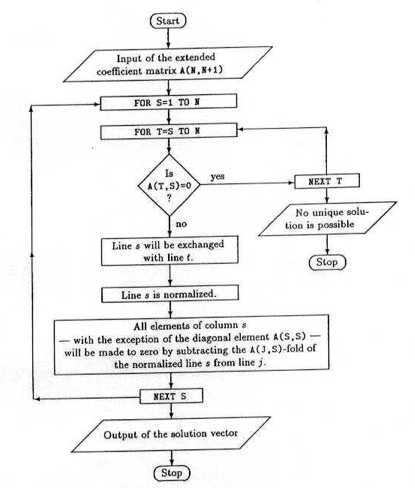 Start
Input of the extended
coefficient matrix A(N,N+1)
FOR S=1 TO N
FOR T=S TO N
Is
A(T,S)=0
?
yes
NEXT T
no
No unique solu-
tion is possible
Stop
Line s will be exchanged
with line t.
Line s is normalized.
All elements of column s
— with the exception of the diagonal element A(S,S) —
will be made to zero by subtracting the A(J,S)-fold of
the normalized line s from line j.
NEXT S
Output of the solution vector
Stop